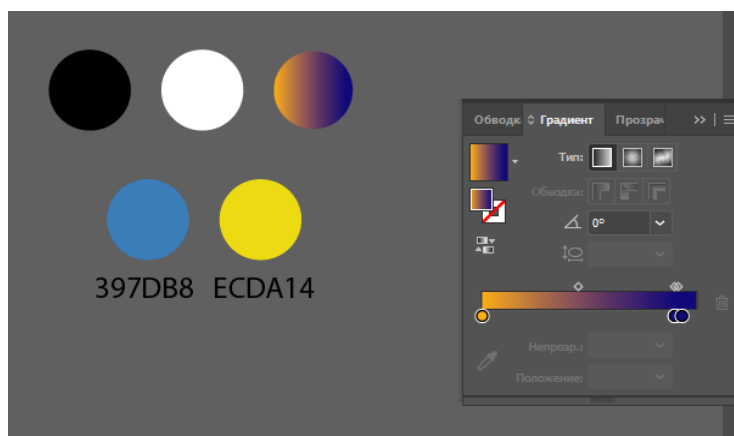 Обводк Градиент Прозрач
Тип:
Обводка:
0°
397DB8 ECDA14
Непрозр.:
Положение: